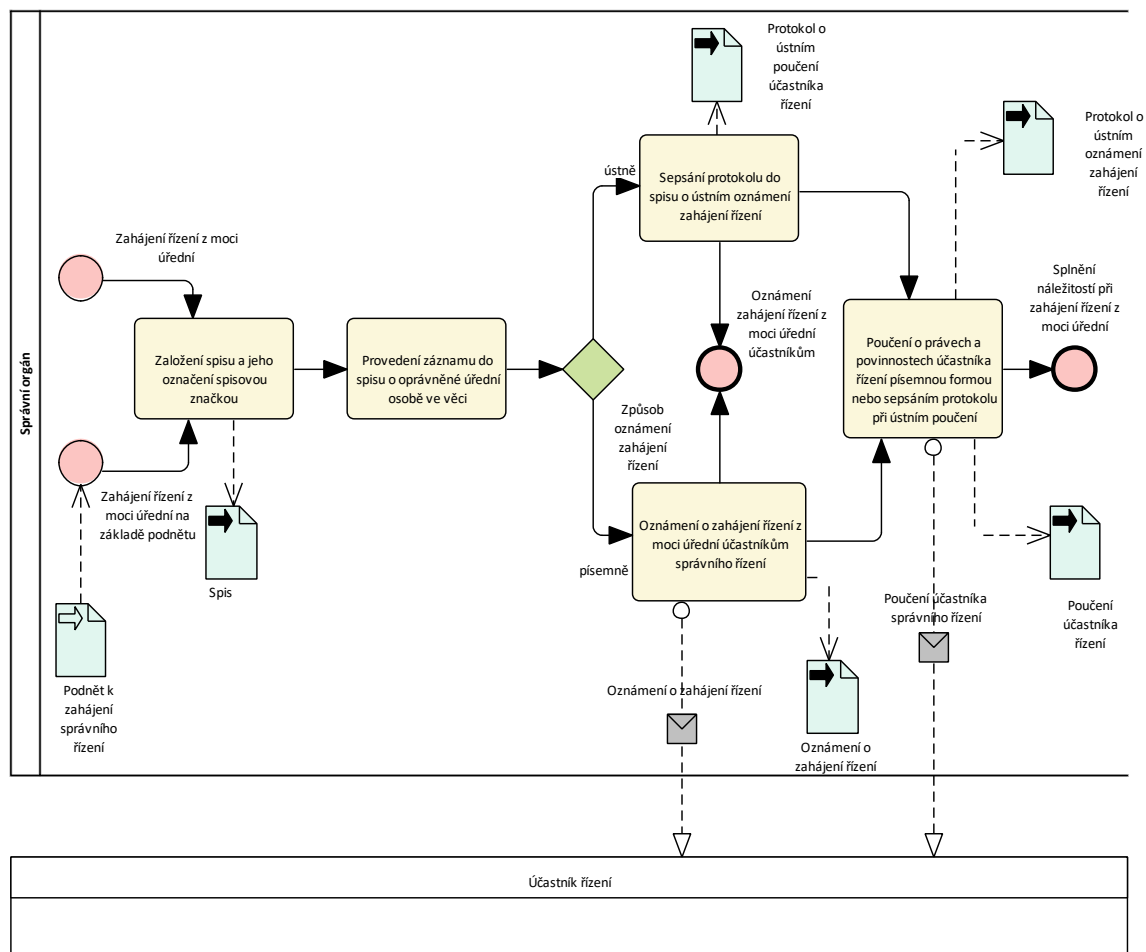 Správní orgán
Zahájení řízení z moci
úřední
Založení spisu a jeho
označení spisovou
značkou
Provedení záznamu do
spisu o oprávněné úřední
osobě ve věci
Zahájení řízení z
moci úřední na
základě podnětu
Spis
Podnět k
zahájení
správního
řízení
Způsob
oznámení
zahájení
řízení
ústně
Sepsání protokolu do
spisu o ústním oznámení
zahájení řízení
Protokol o
ústním
poučení
účastníka
řízení
Oznámení
zahájení řízení z
moci úřední
účastníkům
písemně
Oznámení o zahájení řízení z
moci úřední účastníkům
správního řízení
Oznámení o zahájení řízení
Oznámení o
zahájení řízení
Poučení o právech a
povinnostech účastníka
řízení písemnou formou
nebo sepsáním protokolu
při ústním poučení
Protokol o
ústním
oznámení
zahájení
řízení
Splnění
náležitostí při
zahájení řízení z
moci úřední
Poučení účastníka
správního řízení
Poučení
účastníka
řízení
Účastník řízení